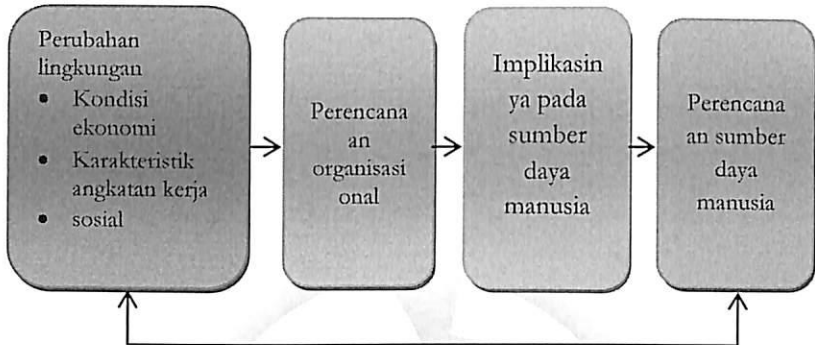 Perubahan
lingkungan
• Kondisi
ekonomi
• Karakteristik
angkatan kerja
• sosial
Perencana
an
organisasi
onal
Implikasin
ya pada
sumber
daya
manusia
Perencana
an sumber
daya
manusia